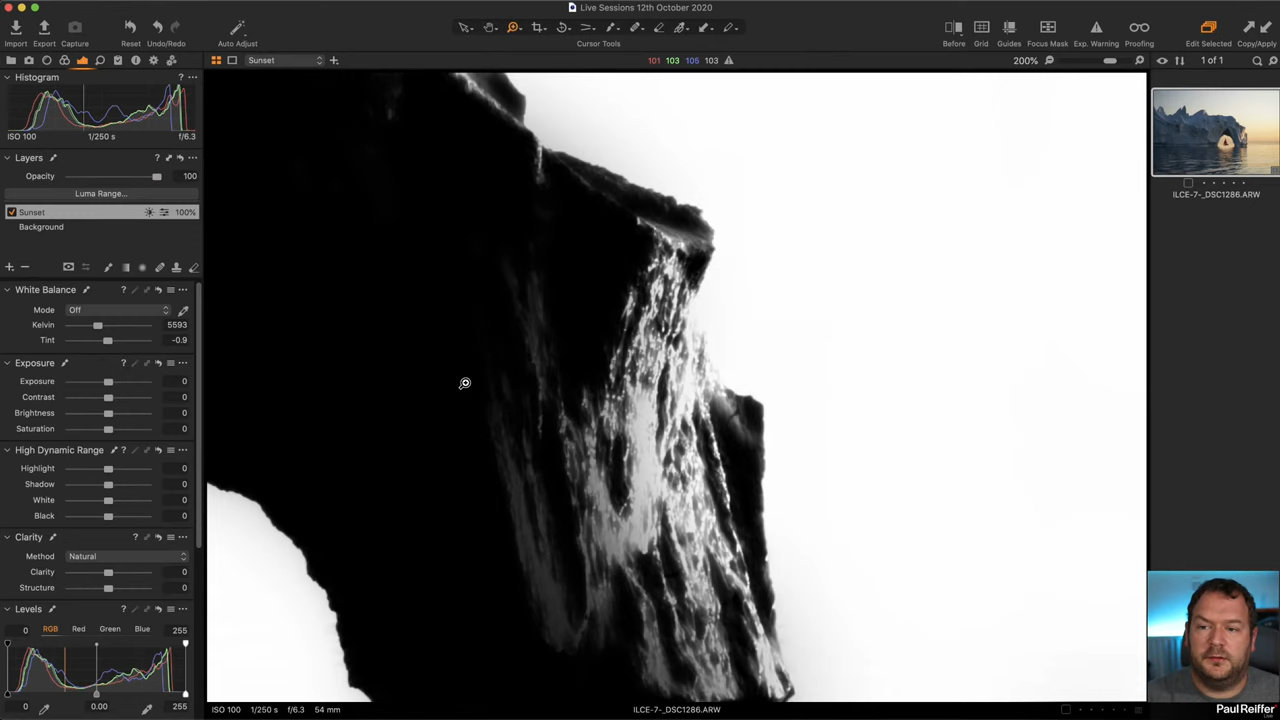 Live Sessions 12th October 2020
Import Export Capture Reset Undo/Redo Auto Adjust Cursor Tools Before Grid Guides Focus Mask Exp. Warning Proofing Edit Selected Copy/Apply
Sunset 101 103 105 103 200% 1 of 1
Histogram ? •••
ISO 100 1/250 s f/6.3
Layers ? •••
Opacity 100
Luma Range...
Sunset 100%
Background
White Balance ? •••
Mode Off
Kelvin 5593
Tint -0.9
Exposure ? •••
Exposure 0
Contrast 0
Brightness 0
Saturation 0
High Dynamic Range ? •••
Highlight 0
Shadow 0
White 0
Black 0
Clarity ? •••
Method Natural
Clarity 0
Structure 0
Levels ? •••
0 RGB Red Green Blue 255
0 0.00 255
ISO 100 1/250 s f/6.3 54 mm ILCE-7-_DSC1286.ARW
ILCE-7-_DSC1286.ARW
Paul Reiffer
Live